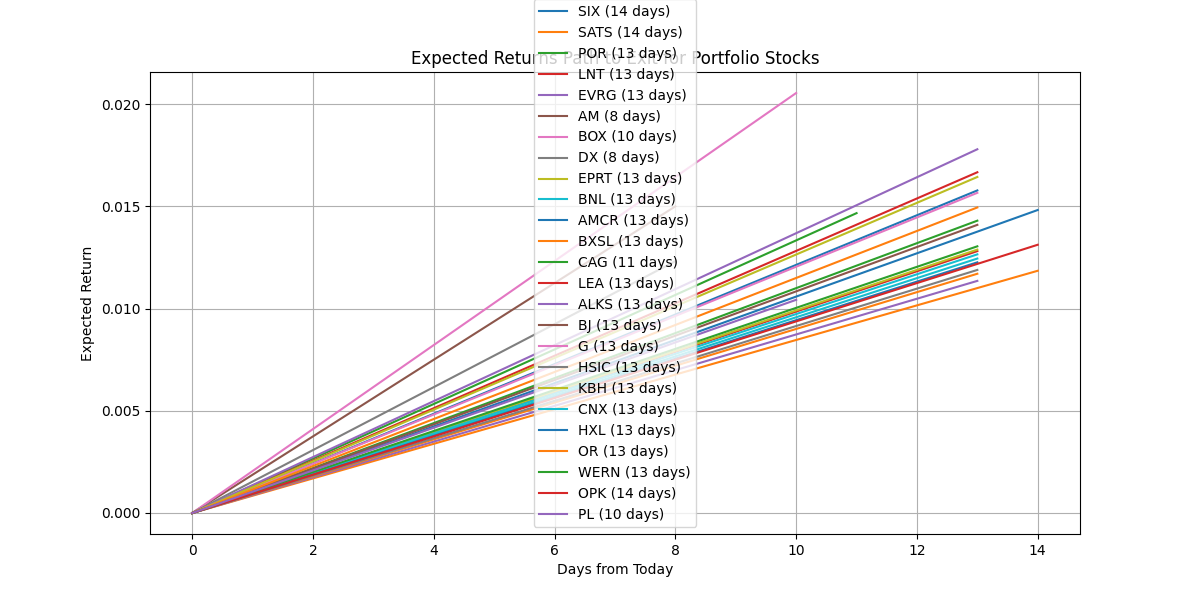 SIX (14 days)
SATS (14 days)
POR (13 days)
Expected Returns Path to Exit for Portfolio Stocks
LNT (13 days)
EVRG (13 days)
AM (8 days)
BOX (10 days)
DX (8 days)
EPRT (13 days)
BNL (13 days)
AMCR (13 days)
BXSL (13 days)
CAG (11 days)
LEA (13 days)
ALKS (13 days)
BJ (13 days)
G (13 days)
HSIC (13 days)
KBH (13 days)
CNX (13 days)
HXL (13 days)
OR (13 days)
WERN (13 days)
OPK (14 days)
PL (10 days)
Expected Return
0.020
0.015
0.010
0.005
0.000
0 2 4 6 8 10 12 14
Days from Today